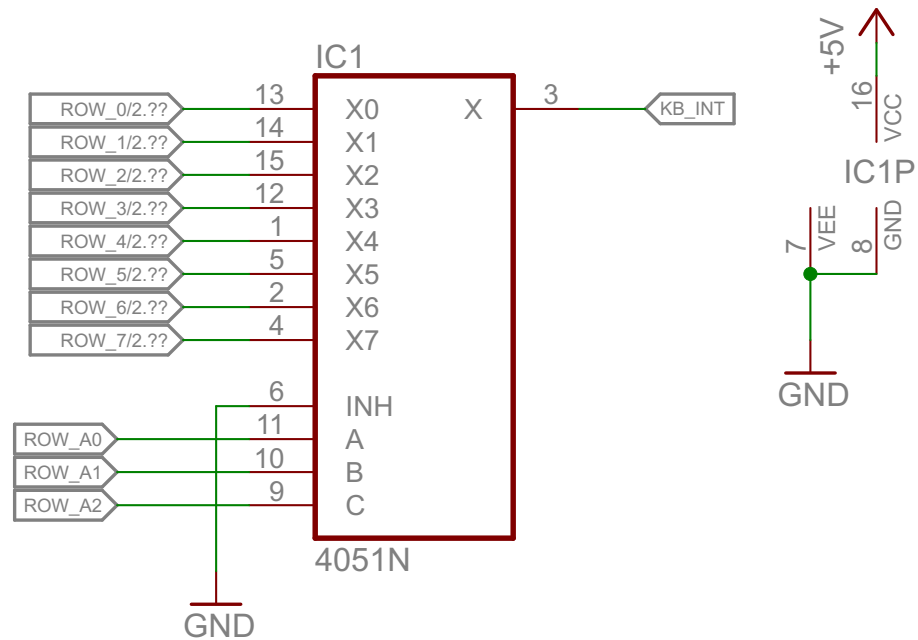 IC1
ROW_0/2.?? 13 X0 X 3 KB_INT
ROW_1/2.?? 14 X1
ROW_2/2.?? 15 X2
ROW_3/2.?? 12 X3
ROW_4/2.?? 1 X4
ROW_5/2.?? 5 X5
ROW_6/2.?? 2 X6
ROW_7/2.?? 4 X7
6 INH
ROW_A0 11 A
ROW_A1 10 B
ROW_A2 9 C
4051N
GND
+5V
16 VCC
IC1P
7 VEE 8 GND
GND